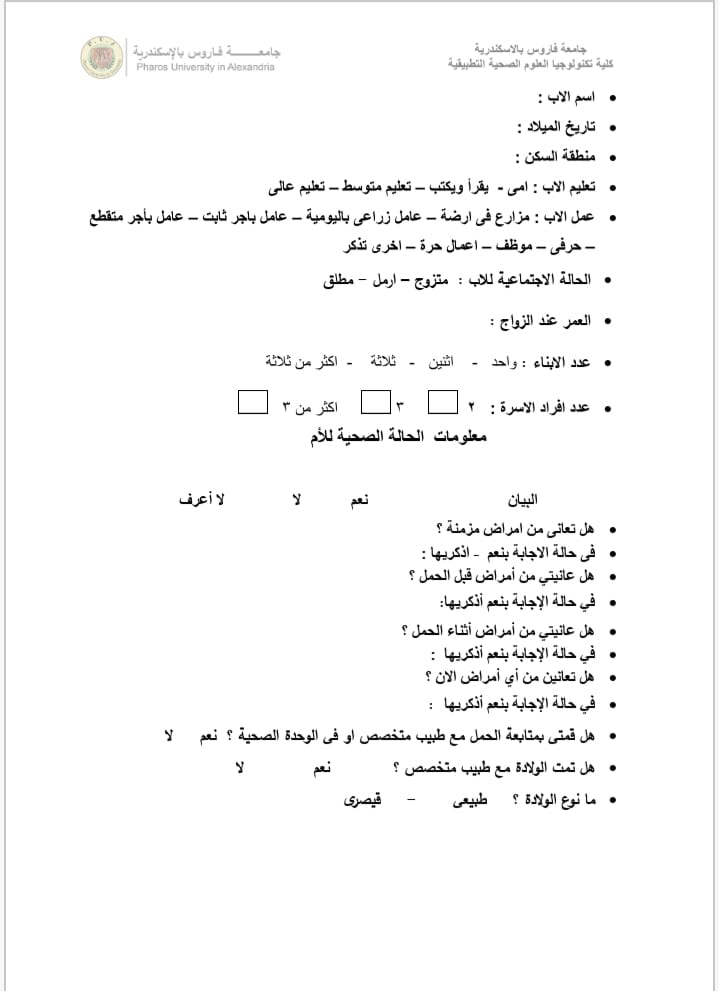 جامعة فاروس بالاسكندرية
كلية تكنولوجيا العلوم الصحية التطبيقية
جامعـــــــة فـاروس بالإسكندرية
Pharos University in Alexandria
P.U.A
• اسم الاب :
• تاريخ الميلاد :
• منطقة السكن :
• تعليم الاب : امى - يقرأ ويكتب – تعليم متوسط – تعليم عالى
• عمل الاب : مزارع فى ارضة – عامل زراعى باليومية – عامل باجر ثابت – عامل بأجر متقطع
– حرفى – موظف – اعمال حرة – اخرى تذكر
• الحالة الاجتماعية للاب : متزوج – ارمل – مطلق
• العمر عند الزواج :
• عدد الابناء : واحد - اثنين - ثلاثة - اكثر من ثلاثة
• عدد افراد الاسرة : ٢ ٣ اكثر من ٣
معلومات الحالة الصحية للأم
البيان نعم لا لا أعرف
• هل تعانى من امراض مزمنة ؟
• فى حالة الاجابة بنعم - اذكريها :
• هل عانيتي من أمراض قبل الحمل ؟
• في حالة الإجابة بنعم أذكريها:
• هل عانيتي من أمراض أثناء الحمل ؟
• في حالة الإجابة بنعم أذكريها :
• هل تعانين من أي أمراض الان ؟
• في حالة الإجابة بنعم أذكريها :
• هل قمتى بمتابعة الحمل مع طبيب متخصص او فى الوحدة الصحية ؟ نعم لا
• هل تمت الولادة مع طبيب متخصص ؟ نعم لا
• ما نوع الولادة ؟ طبيعى – قيصرى